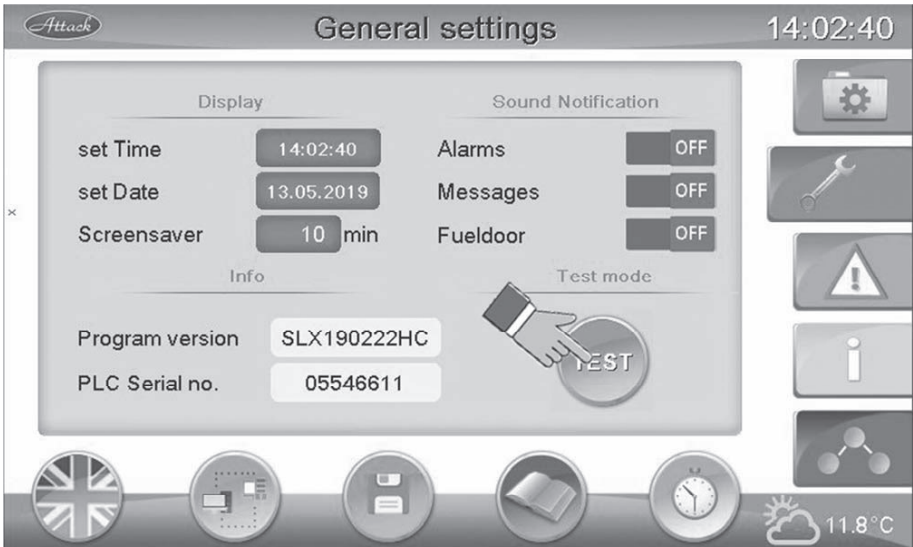 Attack
General settings
14:02:40
Display
set Time 14:02:40
set Date 13.05.2019
Screensaver 10 min
Sound Notification
Alarms OFF
Messages OFF
Fueldoor OFF
Info
Program version SLX190222HC
PLC Serial no. 05546611
Test mode
TEST
11.8°C
x